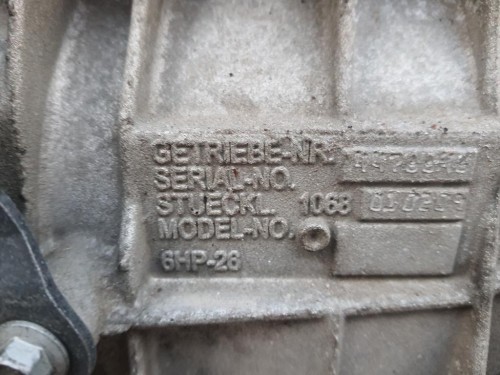 GETRIEBE-NR.
SERIAL-NO.
STUECKL. 1068
MODEL-NO.
6HP-26